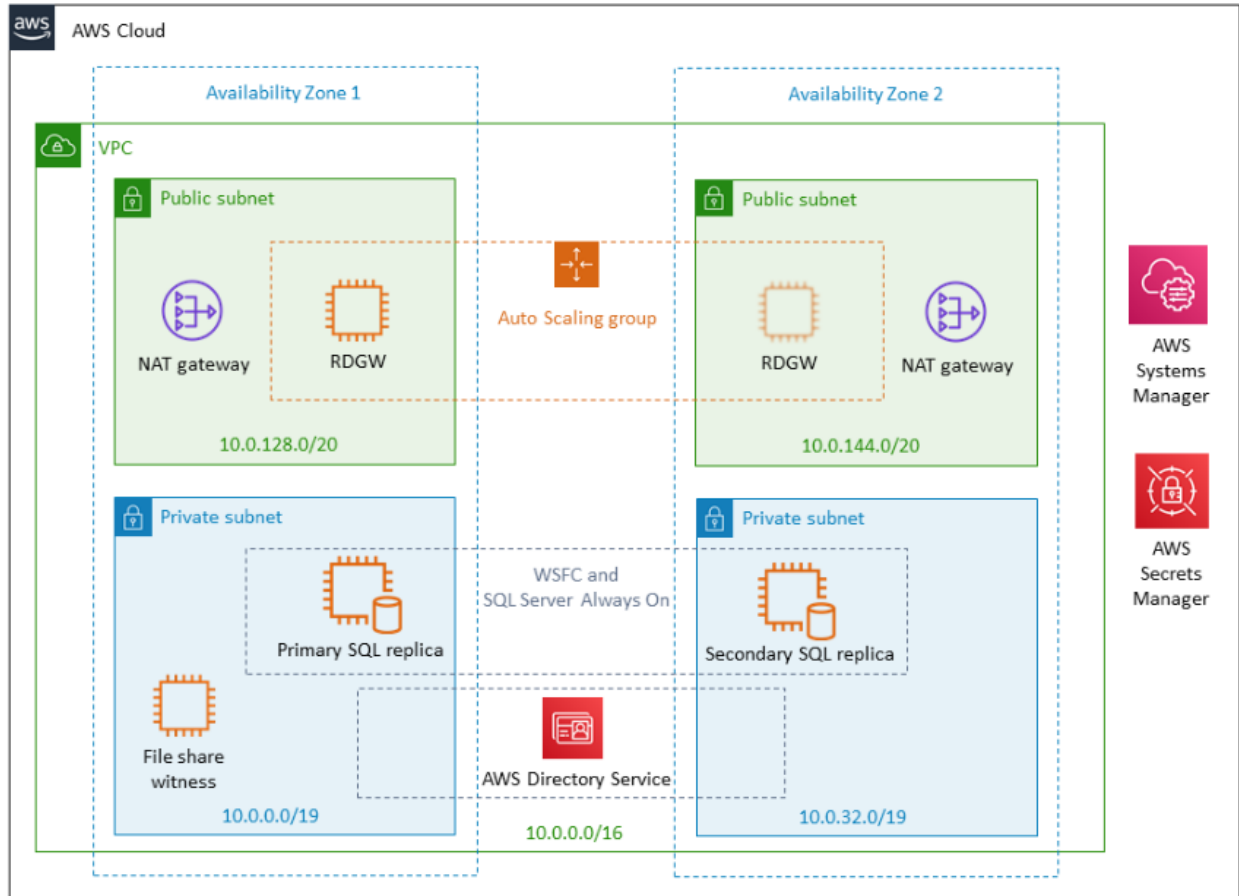 aws
AWS Cloud
Availability Zone 1
Availability Zone 2
VPC
Public subnet
Public subnet
Auto Scaling group
NAT gateway
RDGW
RDGW
NAT gateway
10.0.128.0/20
10.0.144.0/20
AWS
Systems
Manager
Private subnet
Private subnet
WSFC and
SQL Server Always On
Primary SQL replica
Secondary SQL replica
AWS
Secrets
Manager
File share
witness
AWS Directory Service
10.0.0.0/19
10.0.0.0/16
10.0.32.0/19